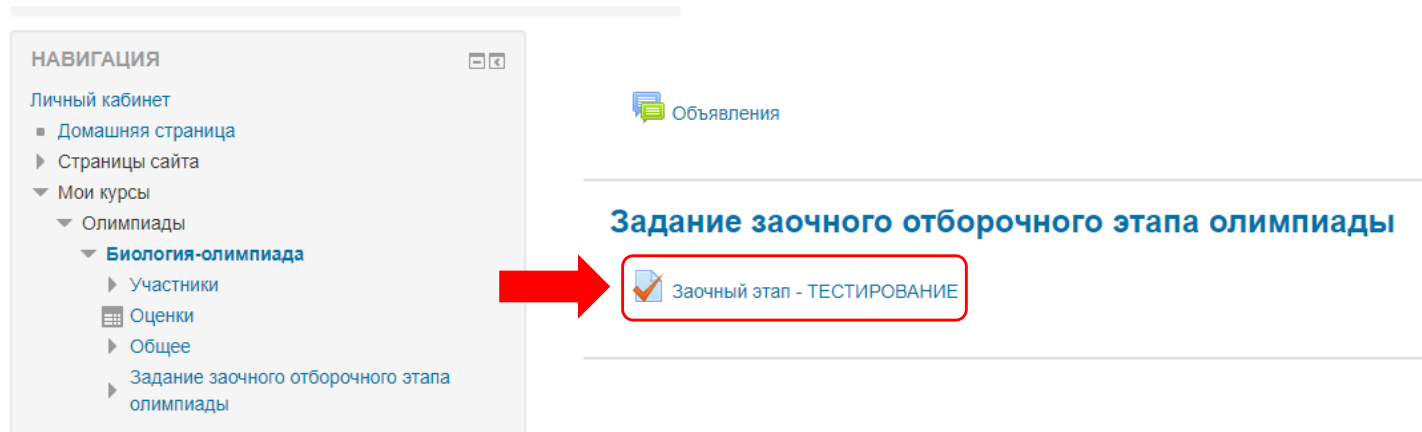 НАВИГАЦИЯ
Личный кабинет
Домашняя страница
Страницы сайта
Мои курсы
Олимпиады
Биология-олимпиада
Участники
Оценки
Общее
Задание заочного отборочного этапа
олимпиады
Объявления
Задание заочного отборочного этапа олимпиады
Заочный этап - ТЕСТИРОВАНИЕ